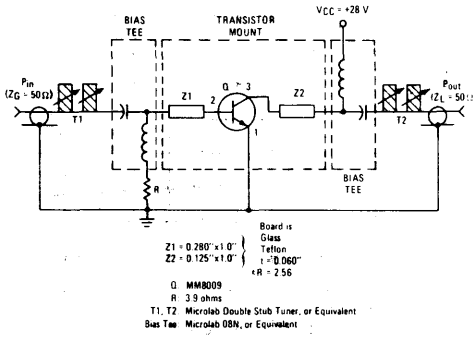 BIAS
TEE
TRANSISTOR
MOUNT
VCC = +28 V
Pin
(ZG = 50Ω)
T1
Z1
2
Q
3
1
Z2
Pout
(ZL = 50Ω
T2
R
BIAS
TEE
Board is
Glass
Teflon
t = 0.060"
εR = 2.56
Z1 = 0.280"x1.0"
Z2 = 0.125"x1.0"
Q: MM8009
R: 3.9 ohms
T1, T2: Microlab Double Stub Tuner, or Equivalent
Bias Tee: Microlab 08N, or Equivalent